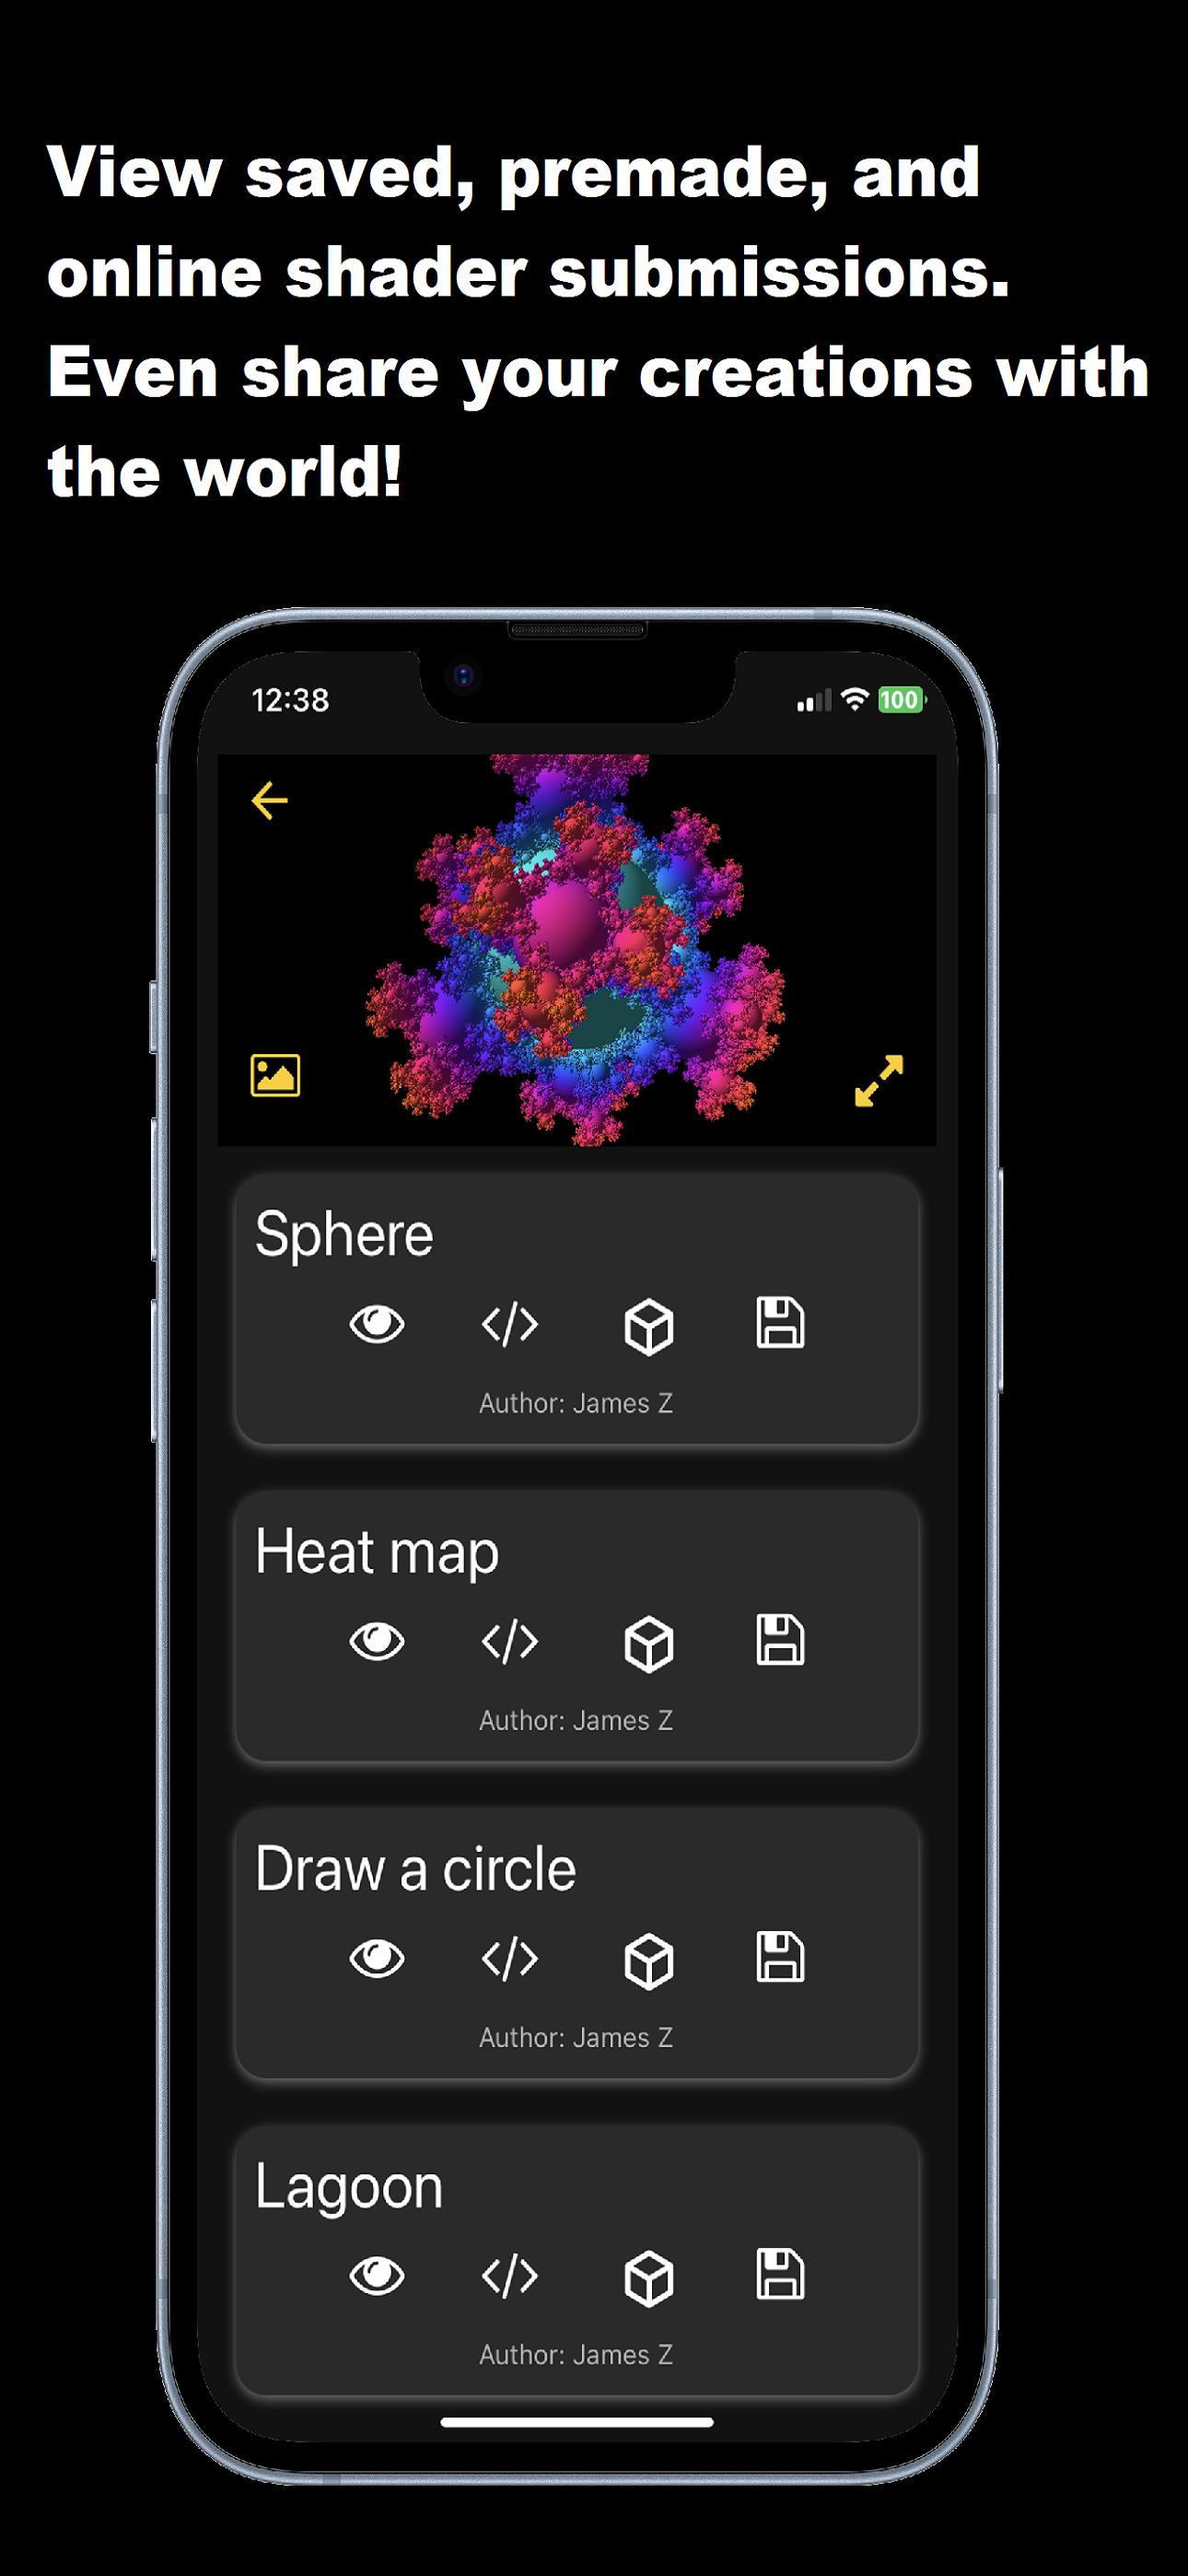 View saved, premade, and
online shader submissions.
Even share your creations with
the world!
12:38
100
Sphere
Author: James Z
Heat map
Author: James Z
Draw a circle
Author: James Z
Lagoon
Author: James Z